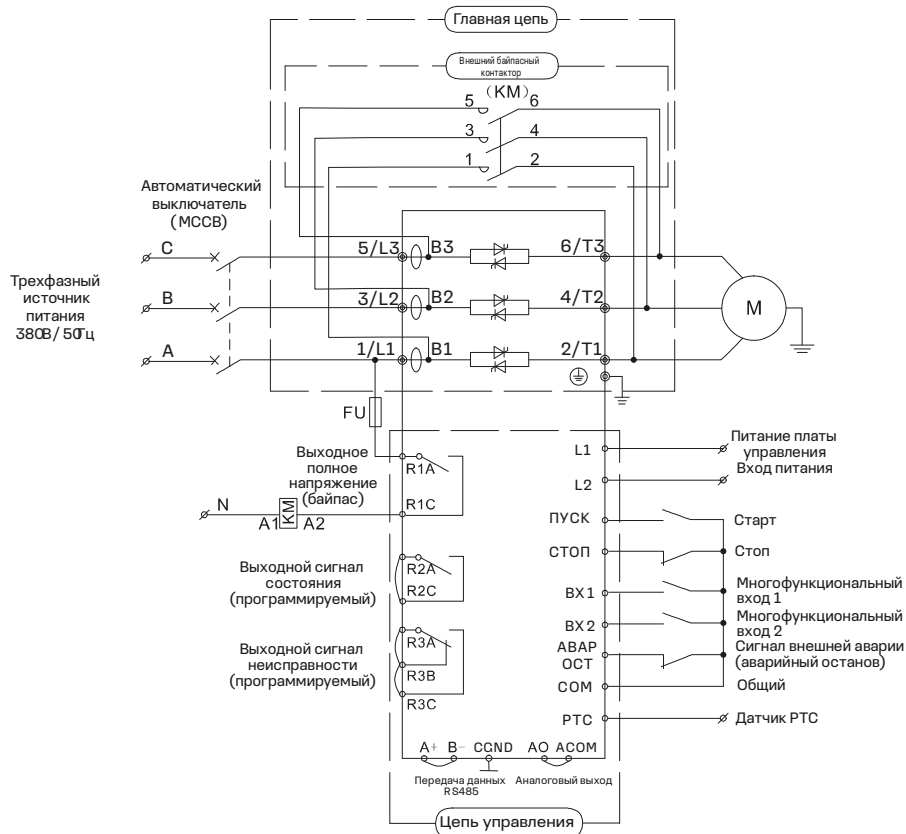 Главная цепь
Внешний байпасный
контактор
(КМ)
5 6
3 4
1 2
Автоматический
выключатель
(МССВ)
C 5/L3 B3 6/T3
Трехфазный
источник
питания
380В/ 50Гц
B 3/L2 B2 4/T2
M
A 1/L1 B1 2/T1
FU
Выходное
полное
напряжение
(байпас)
R1A
R1C
N
A1 KM A2
L1
Питание платы
управления
L2
Вход питания
ПУСК Старт
СТОП Стоп
Выходной сигнал
состояния
(программируемый)
R2A
R2C
ВХ1
Многофункциональный
вход 1
ВХ2
Многофункциональный
вход 2
Выходной сигнал
неисправности
(программируемый)
R3A
R3B
R3C
АВАР
ОСТ
Сигнал внешней аварии
(аварийный останов)
COM Общий
PTC Датчик PTC
A+ B- CGND AO ACOM
Передача данных
RS485
Аналоговый выход
Цепь управления